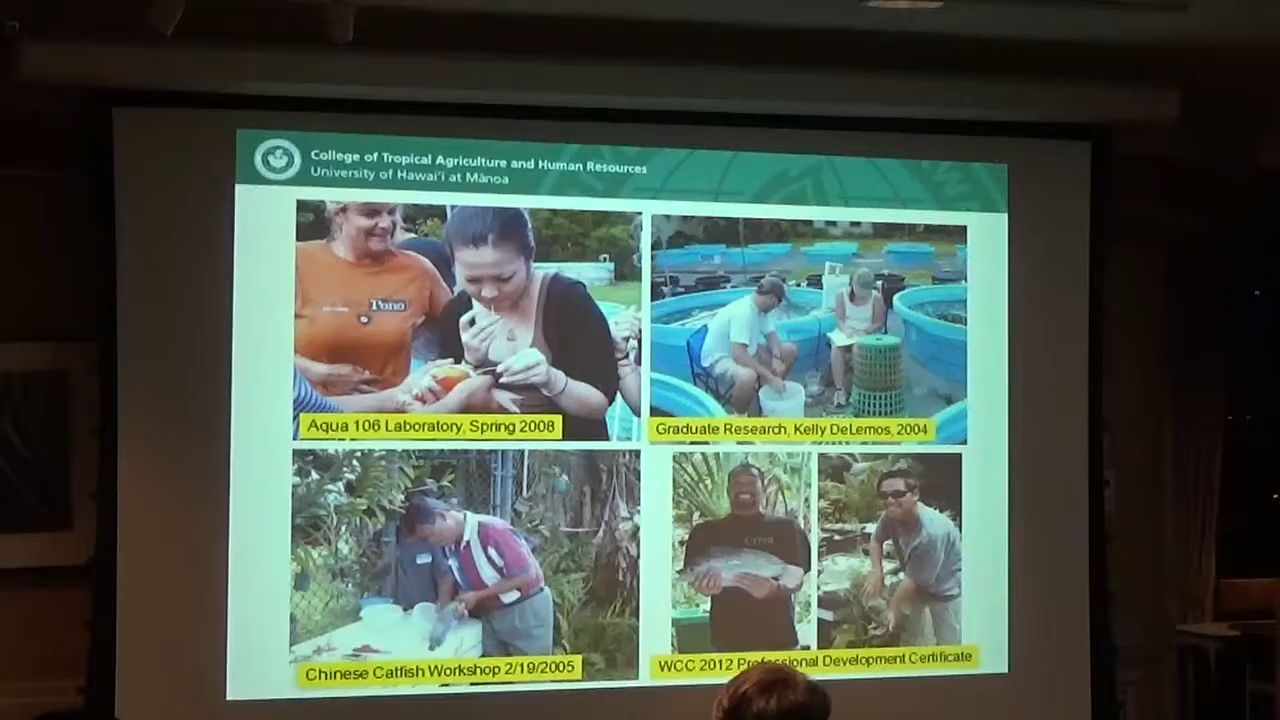 College of Tropical Agriculture and Human Resources
University of Hawai'i at Mānoa
Pono
Aqua 106 Laboratory, Spring 2008
Graduate Research, Kelly DeLemos, 2004
Chinese Catfish Workshop 2/19/2005
WCC 2012 Professional Development Certificate